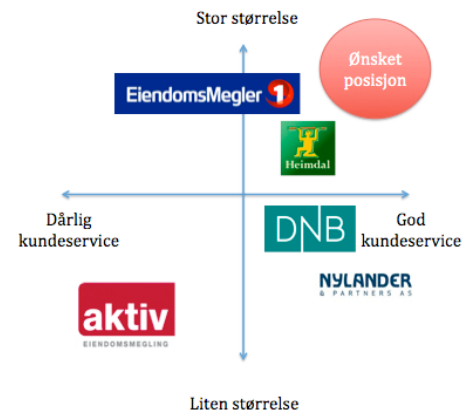 Stor størrelse
Ønsket
posisjon
EiendomsMegler 1
Heimdal
Dårlig
kundeservice
DNB
God
kundeservice
NYLANDER
& PARTNERS AS
aktiv
EIENDOMSMEGLING
Liten størrelse